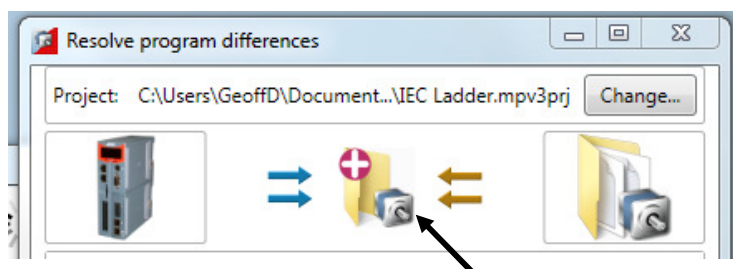 Resolve program differences
Project: C:\Users\GeoffD\Document...\IEC Ladder.mpv3prj Change...